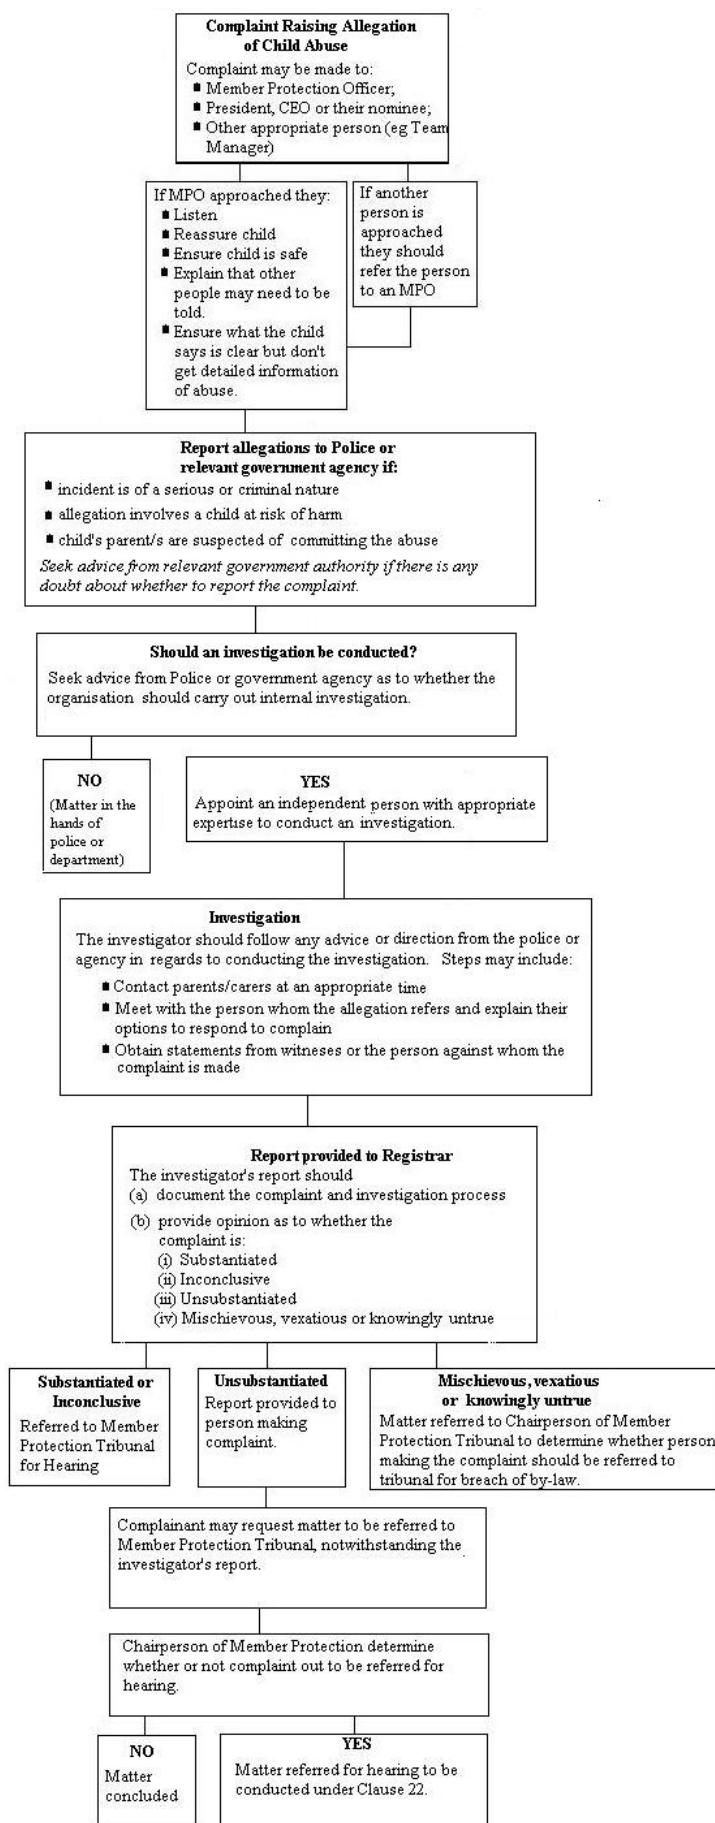 Complaint Raising Allegation
of Child Abuse
Complaint may be made to:
Member Protection Officer;
President, CEO or their nominee;
Other appropriate person (eg Team
Manager)
If MPO approached they:
Listen
Reassure child
Ensure child is safe
Explain that other
people may need to be
told.
Ensure what the child
says is clear but don't
get detailed information
of abuse.
If another
person is
approached
they should
refer the person
to an MPO
Report allegations to Police or
relevant government agency if:
incident is of a serious or criminal nature
allegation involves a child at risk of harm
child's parent/s are suspected of committing the abuse
Seek advice from relevant government authority if there is any
doubt about whether to report the complaint.
Should an investigation be conducted?
Seek advice from Police or government agency as to whether the
organisation should carry out internal investigation.
NO
(Matter in the
hands of
police or
department)
YES
Appoint an independent person with appropriate
expertise to conduct an investigation.
Investigation
The investigator should follow any advice or direction from the police or
agency in regards to conducting the investigation. Steps may include:
Contact parents/carers at an appropriate time
Meet with the person whom the allegation refers and explain their
options to respond to complain
Obtain statements from witneses or the person against whom the
complaint is made
Report provided to Registrar
The investigator's report should
(a) document the complaint and investigation process
(b) provide opinion as to whether the
complaint is:
(i) Substantiated
(ii) Inconclusive
(iii) Unsubstantiated
(iv) Mischievous, vexatious or knowingly untrue
Substantiated or
Inconclusive
Referred to Member
Protection Tribunal
for Hearing
Unsubstantiated
Report provided to
person making
complaint.
Mischievous, vexatious
or knowingly untrue
Matter referred to Chairperson of Member
Protection Tribunal to determine whether person
making the complaint should be referred to
tribunal for breach of by-law.
Complainant may request matter to be referred to
Member Protection Tribunal, notwithstanding the
investigator's report.
Chairperson of Member Protection determine
whether or not complaint out to be referred for
hearing.
NO
Matter
concluded
YES
Matter referred for hearing to be
conducted under Clause 22.